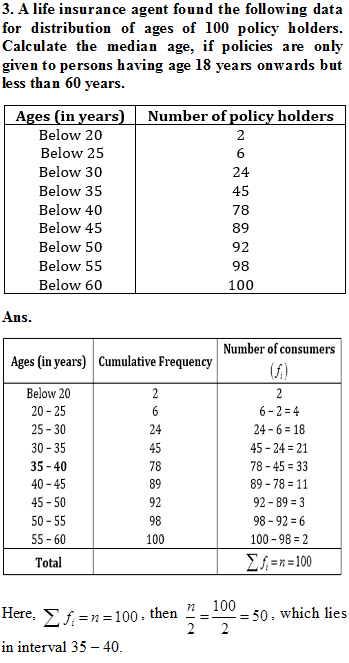 3. A life insurance agent found the following data
for distribution of ages of 100 policy holders.
Calculate the median age, if policies are only
given to persons having age 18 years onwards but
less than 60 years.
Ages (in years) Number of policy holders
Below 20 2
Below 25 6
Below 30 24
Below 35 45
Below 40 78
Below 45 89
Below 50 92
Below 55 98
Below 60 100
Ans.
Ages (in years) Cumulative Frequency Number of consumers (fᵢ)
Below 20 2 2
20 – 25 6 6 – 2 = 4
25 – 30 24 24 – 6 = 18
30 – 35 45 45 – 24 = 21
35 – 40 78 78 – 45 = 33
40 – 45 89 89 – 78 = 11
45 – 50 92 92 – 89 = 3
50 – 55 98 98 – 92 = 6
55 – 60 100 100 – 98 = 2
Total ∑fᵢ = n = 100
Here, ∑fᵢ = n = 100, then n/2 = 100/2 = 50, which lies
in interval 35 – 40.